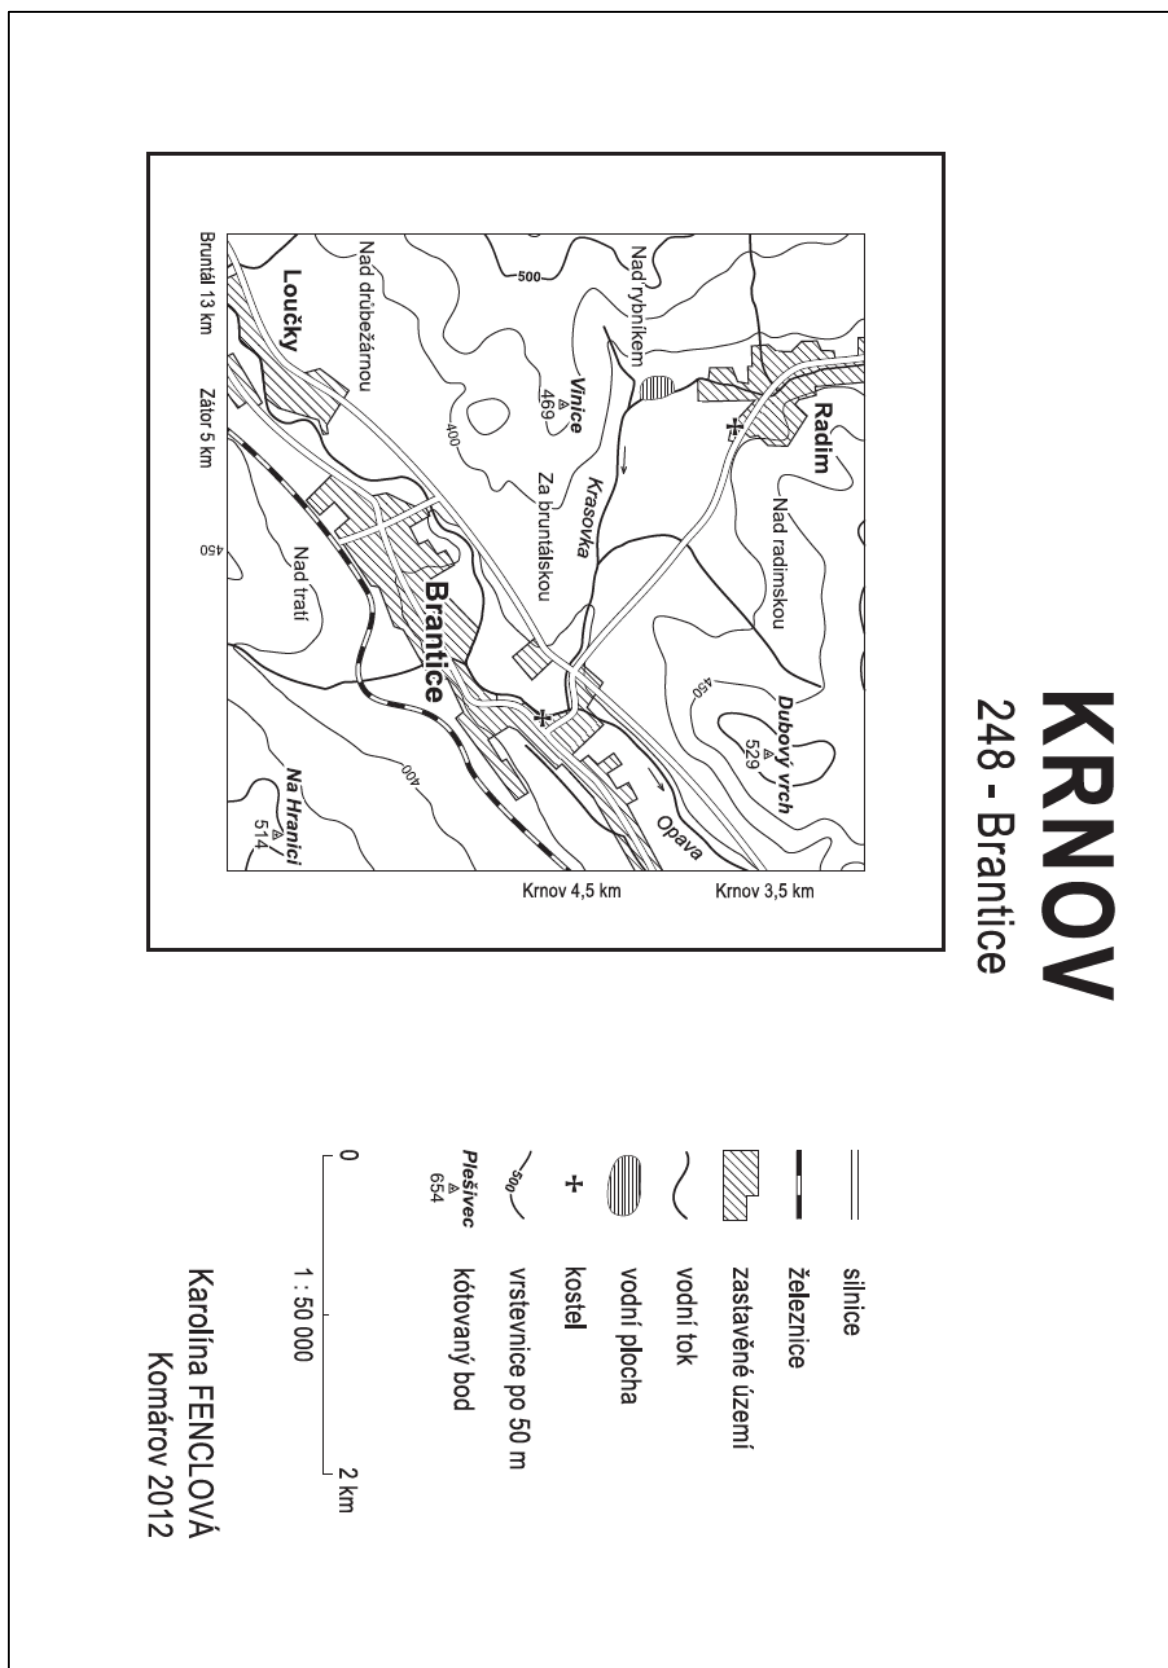 KRNOV
248 - Brantice
Radim
Nad rybníkem
Nad radimskou
Dubový vrch
529
450
Krnov 3,5 km
500
Vinice
469
Krasovka
Za bruntálskou
Opava
Krnov 4,5 km
Nad drůbežárnou
400
Brantice
400
Loučky
Nad tratí
Na Hranici
514
Bruntál 13 km
Zátor 5 km
450
silnice
železnice
zastavěné území
vodní tok
vodní plocha
kostel
500
vrstevnice po 50 m
Plešivec
654
kótovaný bod
0
2 km
1 : 50 000
Karolína FENCLOVÁ
Komárov 2012